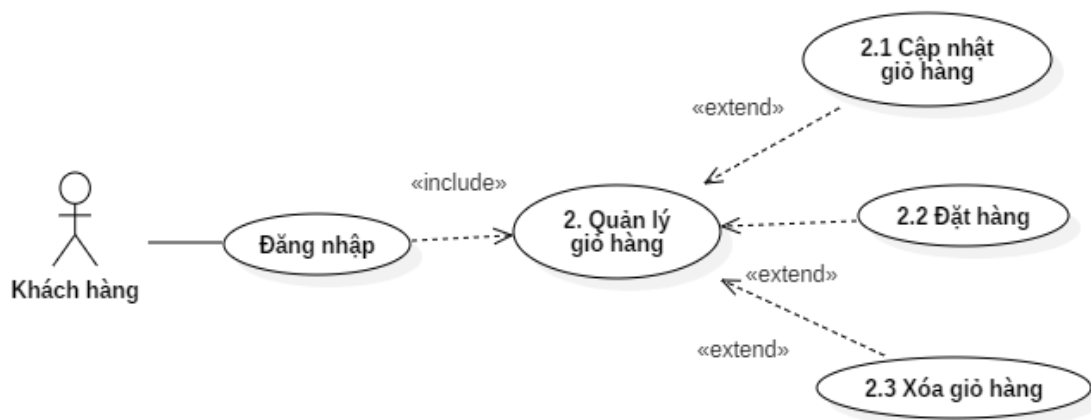 2.1 Cập nhật
giỏ hàng
«extend»
«include»
2. Quản lý
giỏ hàng
2.2 Đặt hàng
Đăng nhập
«extend»
Khách hàng
«extend»
2.3 Xóa giỏ hàng